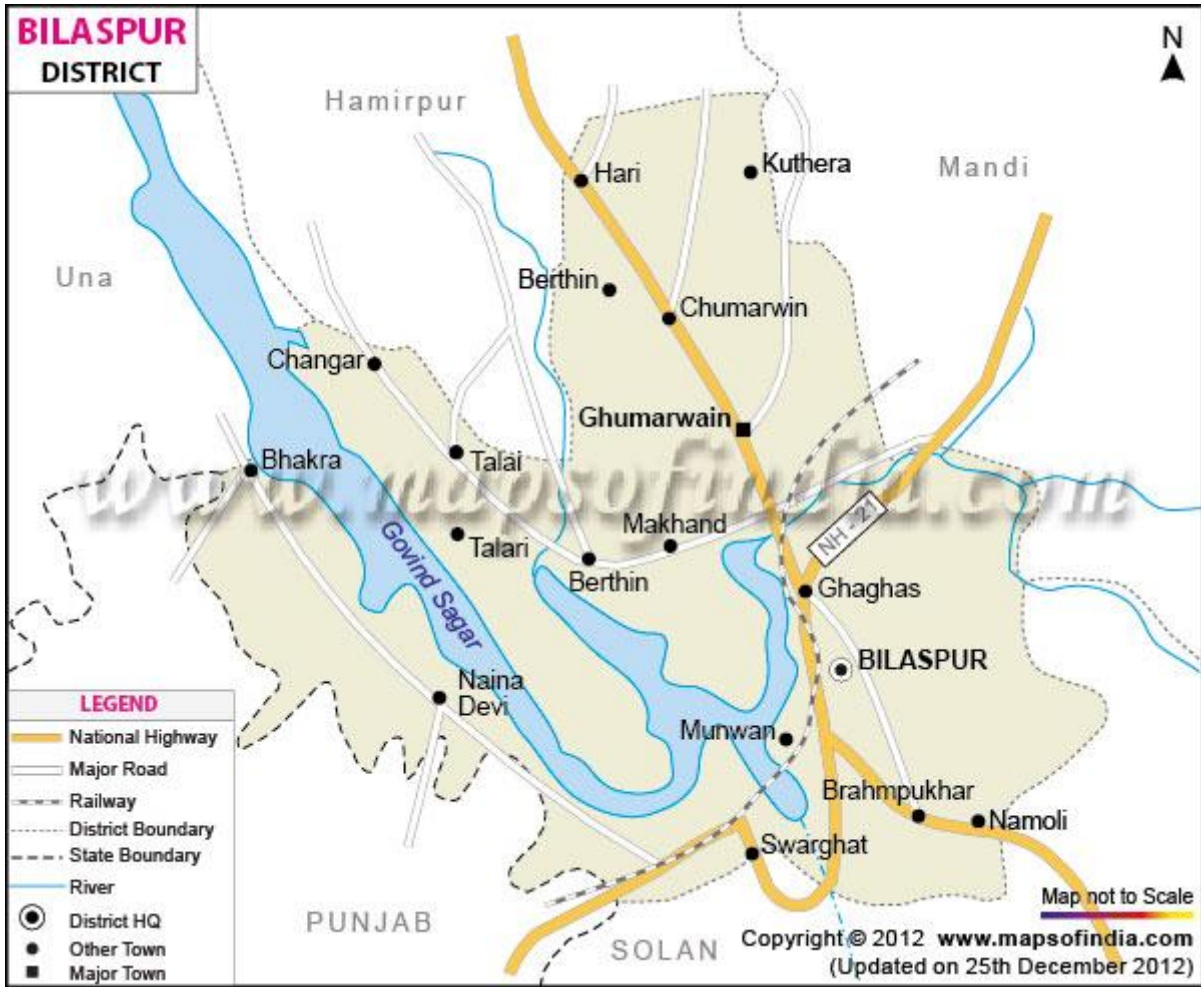 BILASPUR
DISTRICT
N
Hamirpur
Mandi
Una
Hari
Kuthera
Berthin
Chumarwin
Changar
Ghumarwain
Bhakra
Talai
www.mapsofindia.com
Makhand
NH - 21
Talari
Berthin
Govind Sagar
Ghaghas
BILASPUR
Naina
Devi
Munwan
Brahmpukhar
Namoli
Swarghat
PUNJAB
SOLAN
LEGEND
National Highway
Major Road
Railway
District Boundary
State Boundary
River
District HQ
Other Town
Major Town
Map not to Scale
Copyright © 2012 www.mapsofindia.com
(Updated on 25th December 2012)